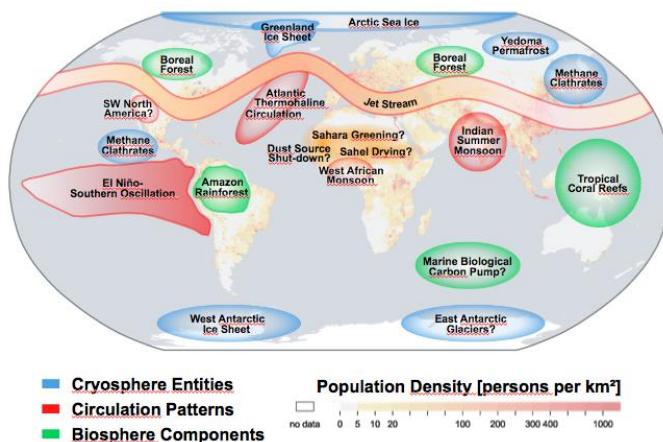 Arctic Sea Ice
Greenland
Ice Sheet
Yedoma
Permafrost
Boreal
Forest
Boreal
Forest
Methane
Clathrates
Atlantic
Thermohaline
Circulation
Jet Stream
SW North
America?
Methane
Clathrates
Sahara Greening?
Dust Source
Shut-down?
Sahel Drving?
West African
Monsoon
Indian
Summer
Monsoon
El Niño-
Southern Oscillation
Amazon
Rainforest
Tropical
Coral Reefs
Marine Biological
Carbon Pump?
West Antarctic
Ice Sheet
East Antarctic
Glaciers?
Cryosphere Entities
Circulation Patterns
Biosphere Components
Population Density [persons per km²]
no data
0 5 10 20 100 200 300 400 1000